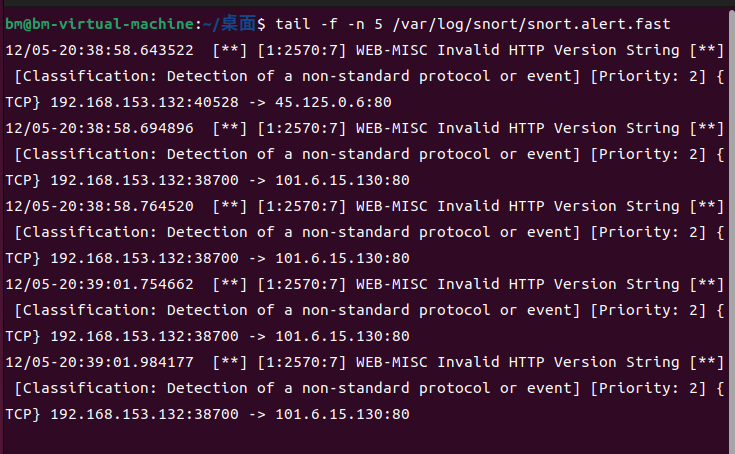 bm@bm-virtual-machine:~/桌面$ tail -f -n 5 /var/log/snort/snort.alert.fast
12/05-20:38:58.643522  [**] [1:2570:7] WEB-MISC Invalid HTTP Version String [**]
 [Classification: Detection of a non-standard protocol or event] [Priority: 2] {
TCP} 192.168.153.132:40528 -> 45.125.0.6:80
12/05-20:38:58.694896  [**] [1:2570:7] WEB-MISC Invalid HTTP Version String [**]
 [Classification: Detection of a non-standard protocol or event] [Priority: 2] {
TCP} 192.168.153.132:38700 -> 101.6.15.130:80
12/05-20:38:58.764520  [**] [1:2570:7] WEB-MISC Invalid HTTP Version String [**]
 [Classification: Detection of a non-standard protocol or event] [Priority: 2] {
TCP} 192.168.153.132:38700 -> 101.6.15.130:80
12/05-20:39:01.754662  [**] [1:2570:7] WEB-MISC Invalid HTTP Version String [**]
 [Classification: Detection of a non-standard protocol or event] [Priority: 2] {
TCP} 192.168.153.132:38700 -> 101.6.15.130:80
12/05-20:39:01.984177  [**] [1:2570:7] WEB-MISC Invalid HTTP Version String [**]
 [Classification: Detection of a non-standard protocol or event] [Priority: 2] {
TCP} 192.168.153.132:38700 -> 101.6.15.130:80